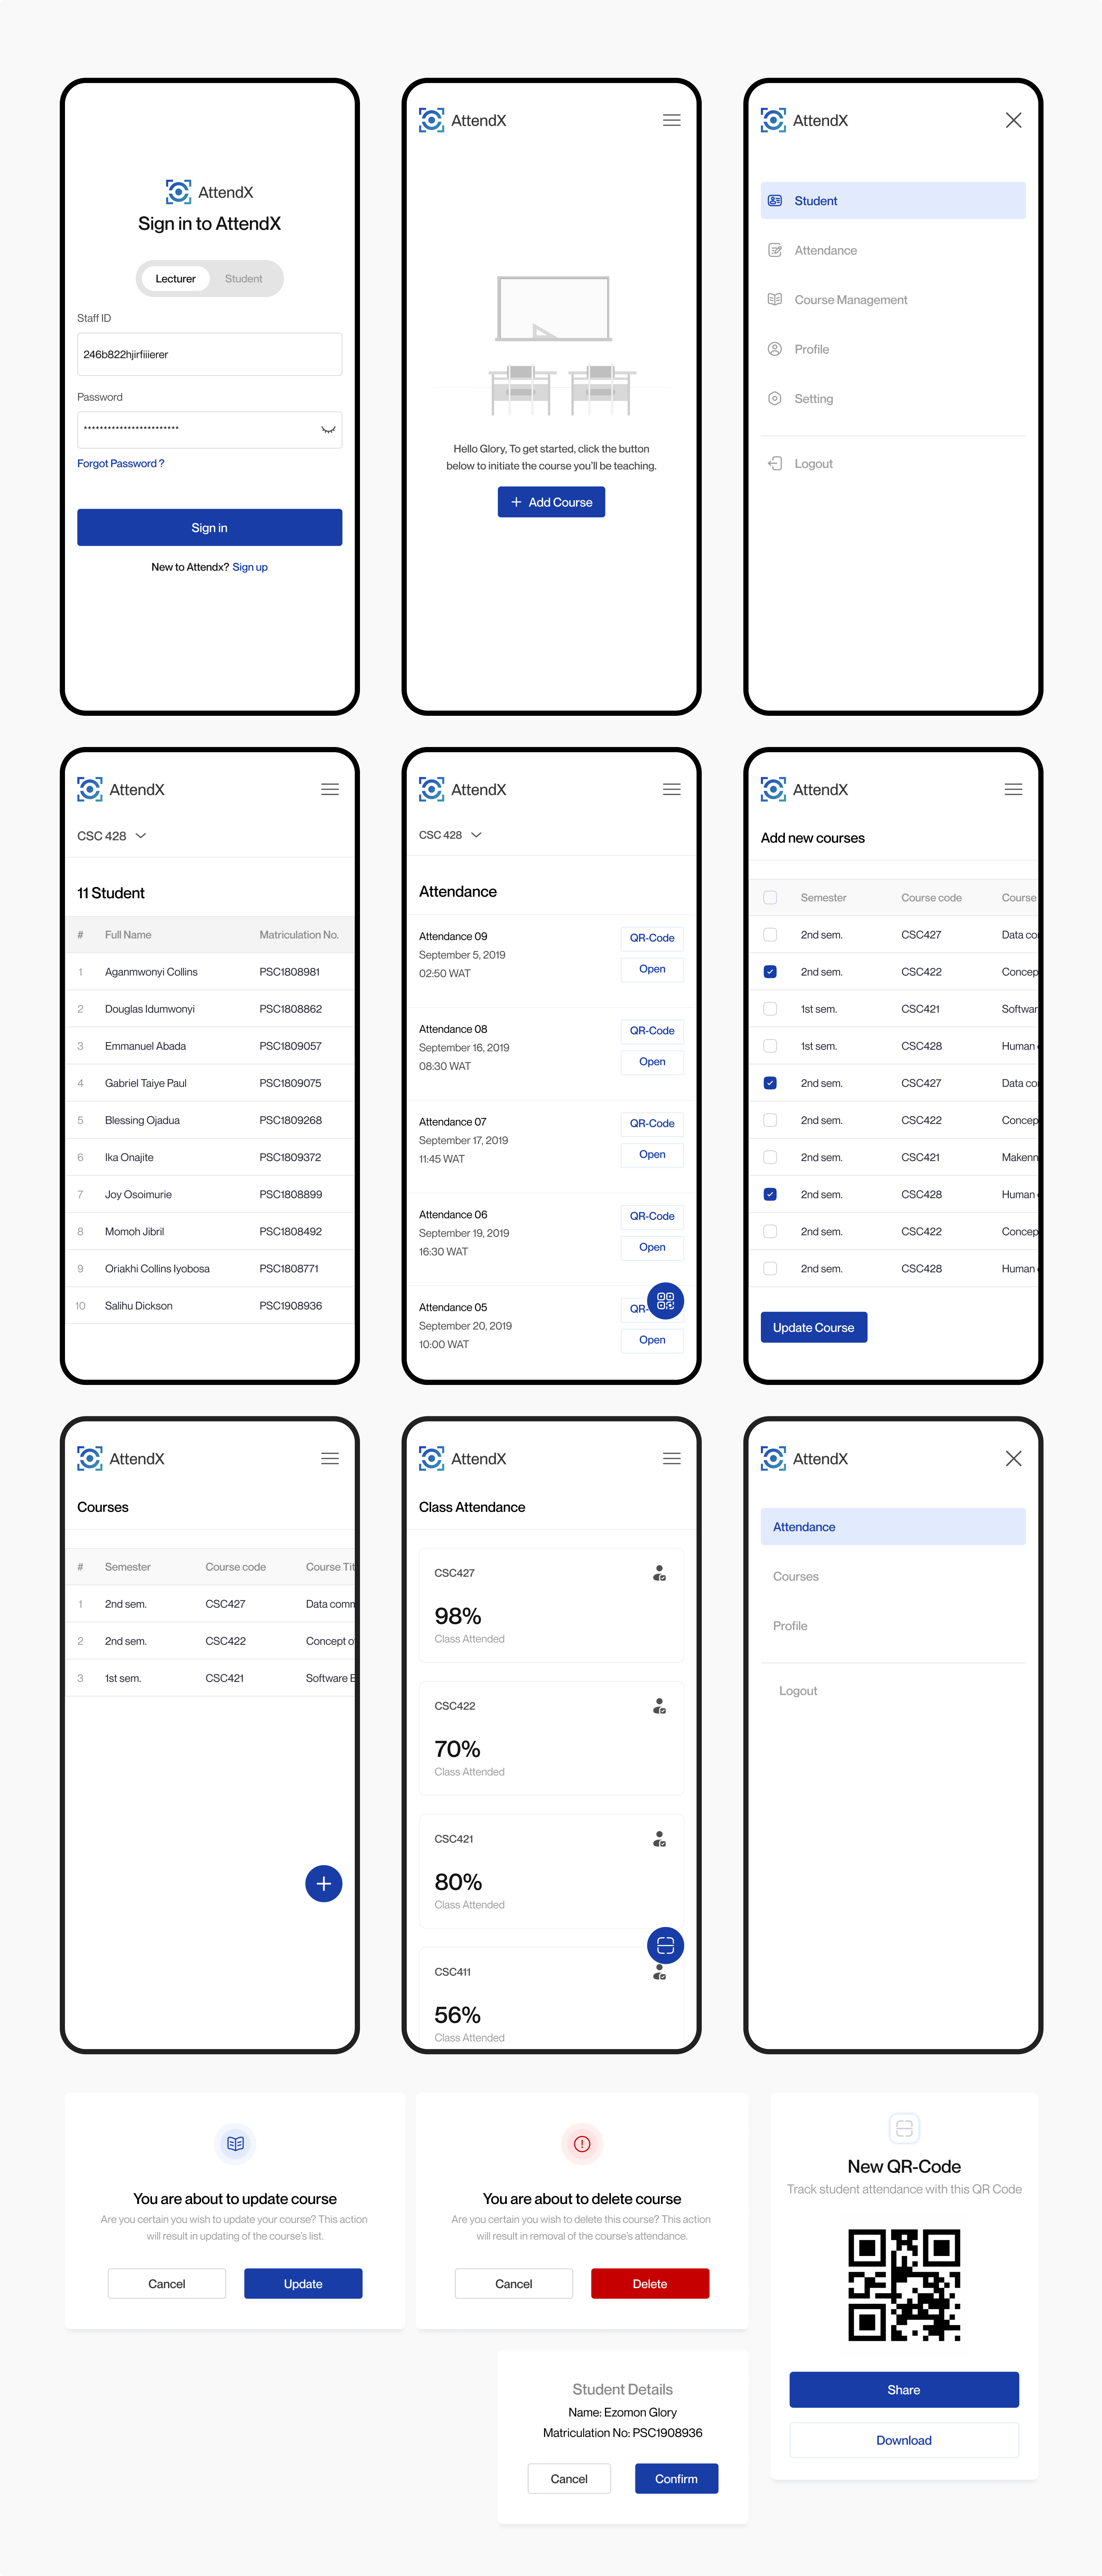 AttendX
Sign in to AttendX
Lecturer Student
Staff ID
246b822hjirfiiierer
Password
************************
Forgot Password ?
Sign in
New to Attendx? Sign up
AttendX
Hello Glory, To get started, click the button
below to initiate the course you'll be teaching.
+ Add Course
AttendX
Student
Attendance
Course Management
Profile
Setting
Logout
AttendX
CSC 428
11 Student
# Full Name Matriculation No.
1 Aganmwonyi Collins PSC1808981
2 Douglas Idumwonyi PSC1808862
3 Emmanuel Abada PSC1809057
4 Gabriel Taiye Paul PSC1809075
5 Blessing Ojadua PSC1809268
6 Ika Onajite PSC1809372
7 Joy Osoimurie PSC1808899
8 Momoh Jibril PSC1808492
9 Oriakhi Collins Iyobosa PSC1808771
10 Salihu Dickson PSC1908936
AttendX
CSC 428
Attendance
Attendance 09 QR-Code
September 5, 2019
02:50 WAT Open
Attendance 08 QR-Code
September 16, 2019
08:30 WAT Open
Attendance 07 QR-Code
September 17, 2019
11:45 WAT Open
Attendance 06 QR-Code
September 19, 2019
16:30 WAT Open
Attendance 05 QR-
September 20, 2019
10:00 WAT Open
AttendX
Add new courses
Semester Course code Course
2nd sem. CSC427 Data co
2nd sem. CSC422 Concep
1st sem. CSC421 Softwar
1st sem. CSC428 Human
2nd sem. CSC427 Data co
2nd sem. CSC422 Concep
2nd sem. CSC421 Makenn
2nd sem. CSC428 Human
2nd sem. CSC422 Concep
2nd sem. CSC428 Human
Update Course
AttendX
Courses
# Semester Course code Course Tit
1 2nd sem. CSC427 Data comm
2 2nd sem. CSC422 Concept o
3 1st sem. CSC421 Software E
AttendX
Class Attendance
CSC427
98%
Class Attended
CSC422
70%
Class Attended
CSC421
80%
Class Attended
CSC411
56%
Class Attended
AttendX
Attendance
Courses
Profile
Logout
You are about to update course
Are you certain you wish to update your course? This action
will result in updating of the course's list.
Cancel Update
You are about to delete course
Are you certain you wish to delete this course? This action
will result in removal of the course's attendance.
Cancel Delete
New QR-Code
Track student attendance with this QR Code
Share
Download
Student Details
Name: Ezomon Glory
Matriculation No: PSC1908936
Cancel Confirm